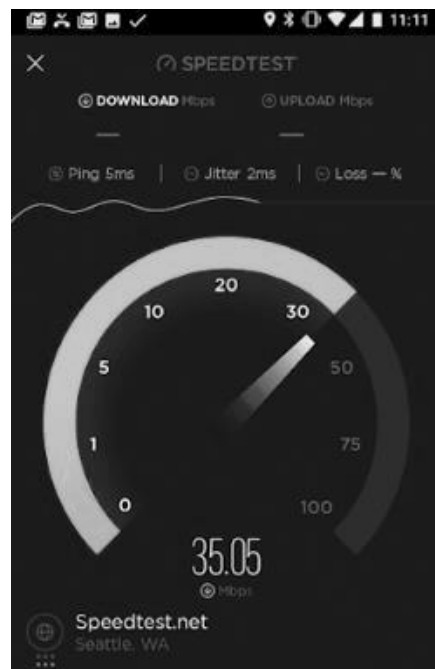 11:11
SPEEDTEST
DOWNLOAD Mbps UPLOAD Mbps
— —
Ping 5ms Jitter 2ms Loss — %
20
10 30
5 50
1 75
0 100
35.05
Mbps
Speedtest.net
Seattle, WA